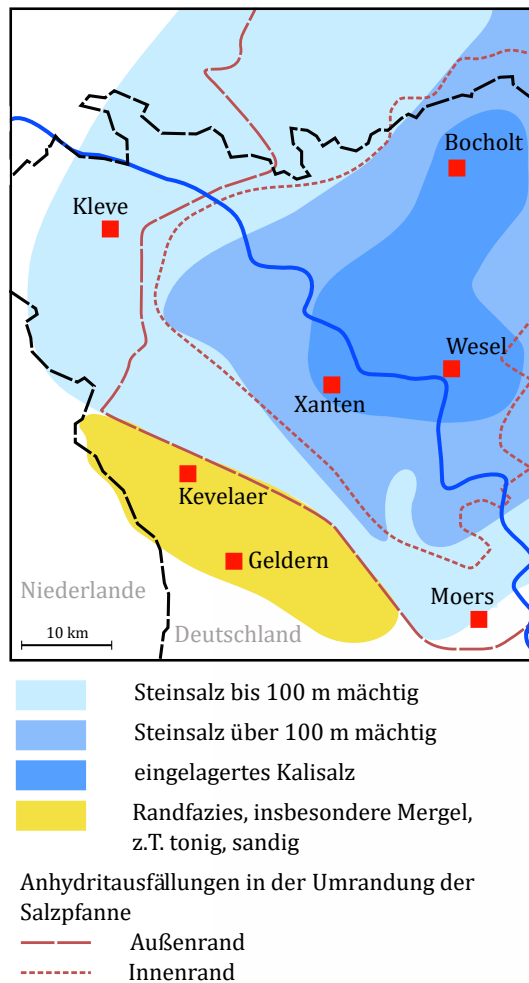 Bocholt
Kleve
Wesel
Xanten
Kevelaer
Geldern
Niederlande
Moers
10 km
Deutschland
Steinsalz bis 100 m mächtig
Steinsalz über 100 m mächtig
eingelagertes Kalisalz
Randfazies, insbesondere Mergel,
z.T. tonig, sandig
Anhydritausfällungen in der Umrandung der
Salzpfanne
Außenrand
Innenrand